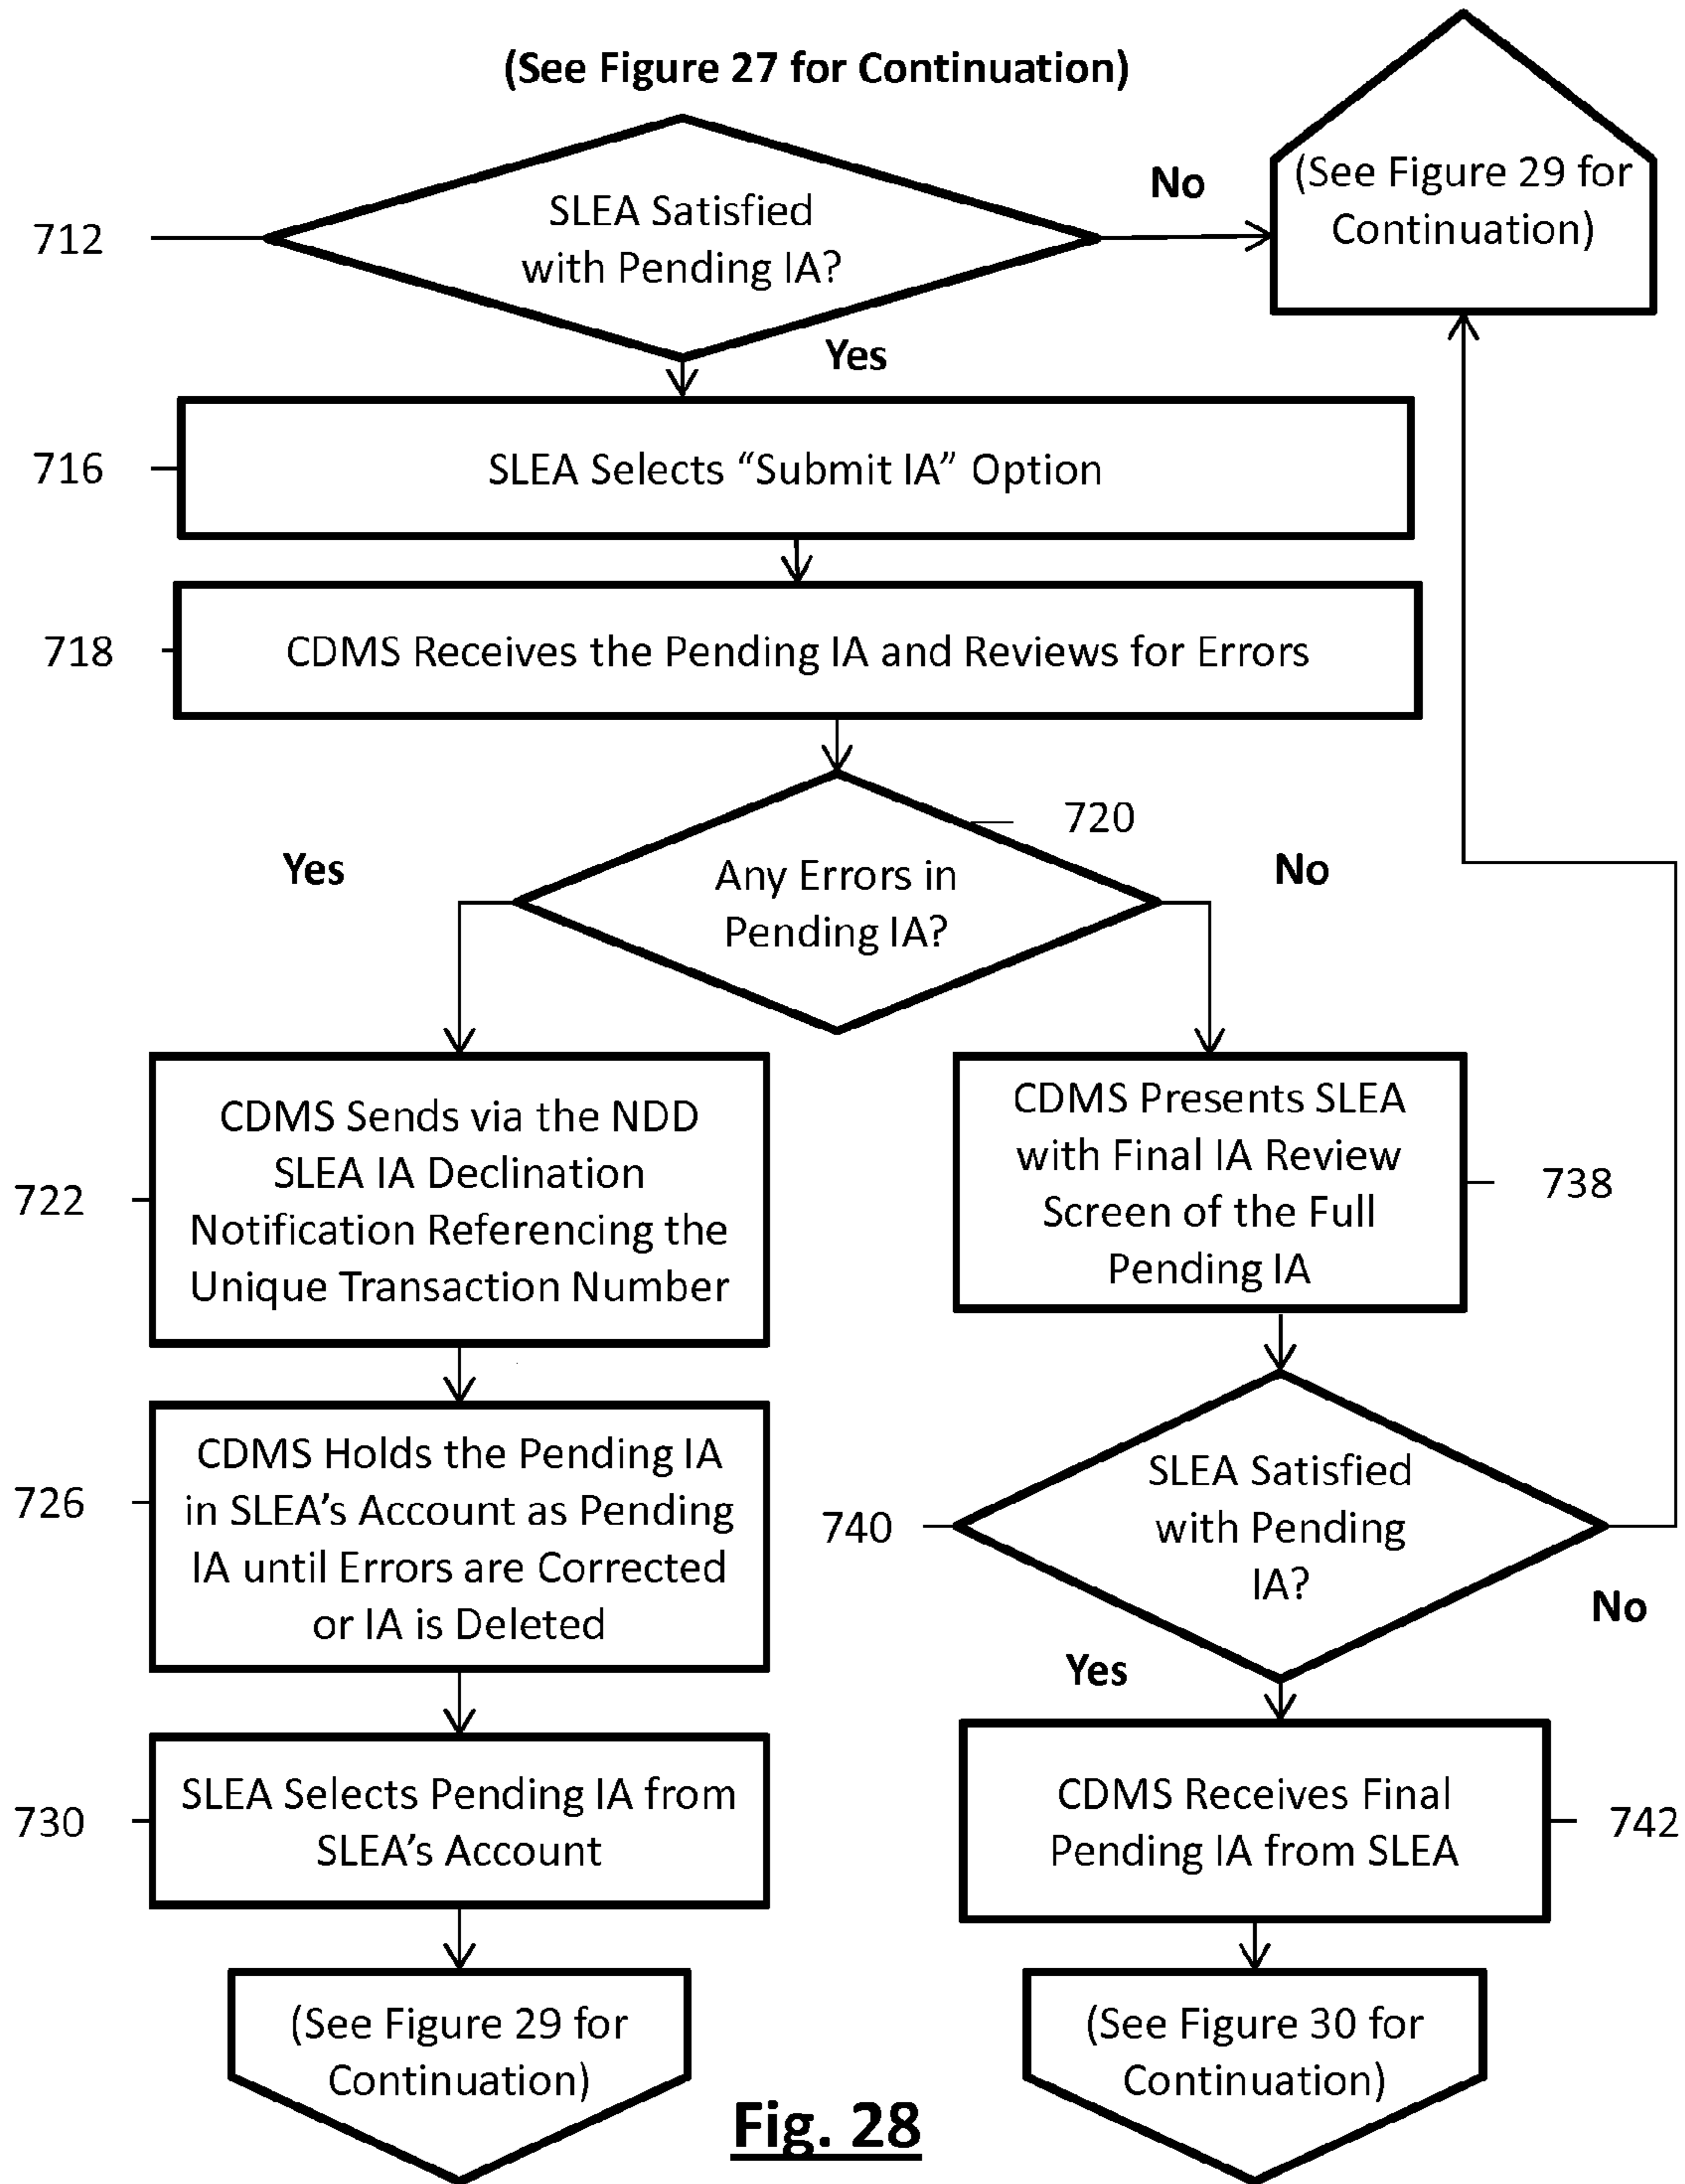 (See Figure 27 for Continuation)
(See Figure 29 for
Continuation)
No
712
SLEA Satisfied
with Pending IA?
Yes
716
SLEA Selects “Submit IA” Option
718
CDMS Receives the Pending IA and Reviews for Errors
720
Yes
Any Errors in
Pending IA?
No
722
CDMS Sends via the NDD
SLEA IA Declination
Notification Referencing the
Unique Transaction Number
CDMS Presents SLEA
with Final IA Review
Screen of the Full
Pending IA
738
726
CDMS Holds the Pending IA
in SLEA’s Account as Pending
IA until Errors are Corrected
or IA is Deleted
740
SLEA Satisfied
with Pending
IA?
No
Yes
730
SLEA Selects Pending IA from
SLEA’s Account
CDMS Receives Final
Pending IA from SLEA
742
(See Figure 29 for
Continuation)
(See Figure 30 for
Continuation)
Fig. 28